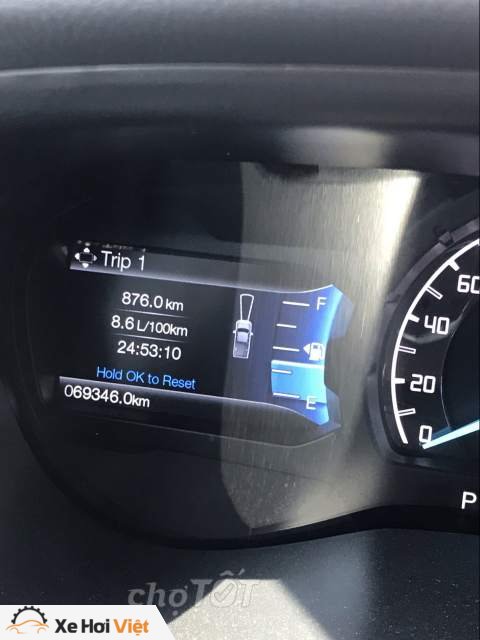 Trip 1
876.0 km
8.6 L/100km
24:53:10
Hold OK to Reset
069346.0km
F
E
60
40
20
0
P
chợTỐT
Xe Hơi Việt